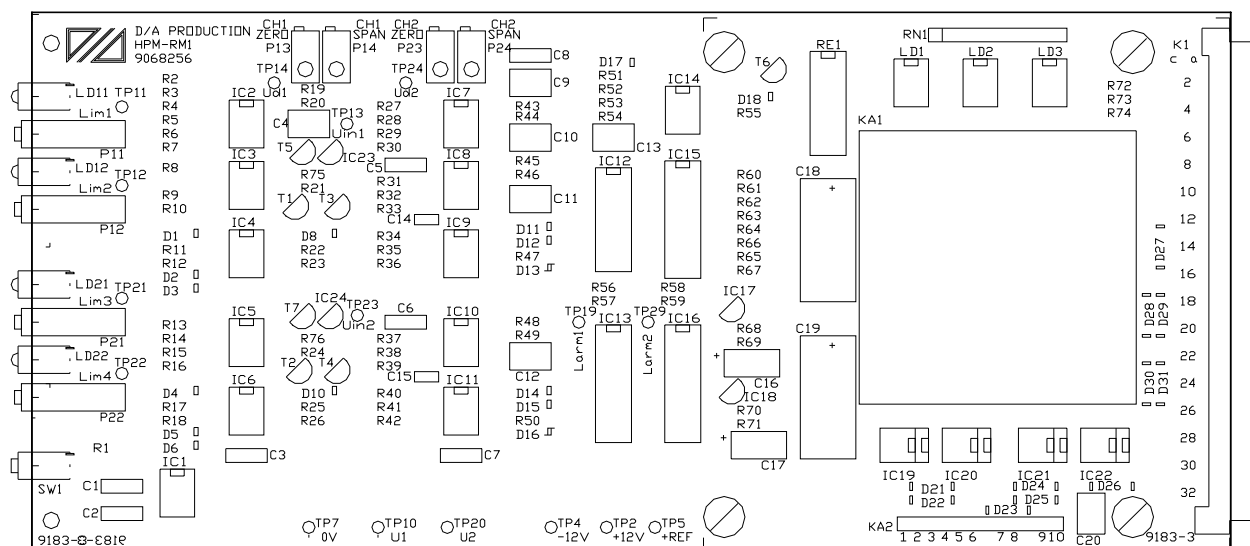 D/A PRODUCTION
HPM-RM1
9068256
CH1
ZERO
P13
CH1
SPAN
P14
CH2
ZERO
P23
CH2
SPAN
P24
TP14
Ud1
TP24
Ud2
C8
C9
C10
C11
C12
LD11
TP11
Lim1
P11
LD12
TP12
Lim2
P12
LD21
TP21
Lim3
P21
LD22
TP22
Lim4
P22
R1
SW1
C1
C2
IC1
R2
R3
R4
R5
R6
R7
R8
R9
R10
D1
R11
R12
D2
D3
R13
R14
R15
R16
D4
R17
R18
D5
D6
IC2
IC3
IC4
IC5
IC6
C3
R19
R20
C4
TP13
Uin1
T5
IC23
R75
R21
T1
T3
D8
R22
R23
T7
IC24
TP23
Uin2
R76
R24
T2
T4
D10
R25
R26
R27
R28
R29
R30
C5
R31
R32
R33
C14
R34
R35
R36
C6
R37
R38
R39
C15
R40
R41
R42
IC7
IC8
IC9
IC10
IC11
C7
R43
R44
R45
R46
D11
D12
R47
D13
R48
R49
D14
D15
R50
D16
D17
R51
R52
R53
R54
C13
IC12
IC14
IC15
R56
R57
R58
R59
TP19
Larm1
TP29
Larm2
IC13
IC16
T6
D18
R55
R60
R61
R62
R63
R64
R66
R65
R67
IC17
R68
R69
C16
IC18
R70
R71
C17
RE1
C18
+
C19
+
+
+
KA1
RN1
LD1
LD2
LD3
R72
R73
R74
K1
c a
2
4
6
8
10
12
14
16
18
20
22
24
26
28
30
32
D27
D28
D29
D30
D31
IC19
IC20
IC21
IC22
D21
D22
D24
D25
D26
D23
KA2
1 2 3 4 5 6 7 8 9 10
C20
9183-3
TP7
0V
TP10
U1
TP20
U2
TP4
-12V
TP2
+12V
TP5
+REF